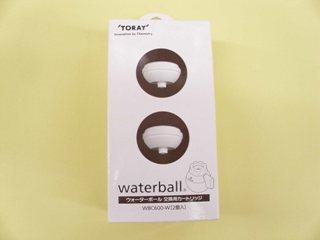 'TORAY'
Innovation by Chemistry
waterball®
ウォーターボール 交換用カートリッジ
WBC600-W(2個入)